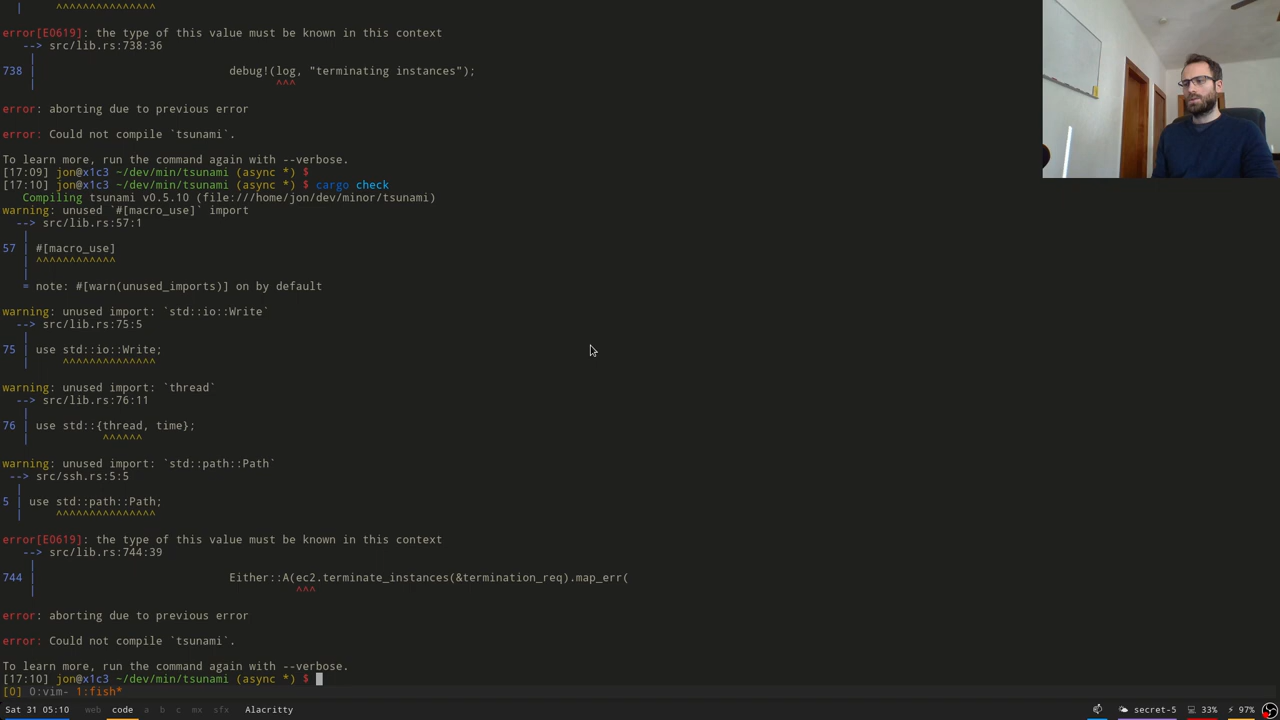 |     ^^^^^^^^^^^^^^^
error[E0619]: the type of this value must be known in this context
--> src/lib.rs:738:36
|
738 |                             debug!(log, "terminating instances");
|                                    ^^^
error: aborting due to previous error
error: Could not compile `tsunami`.
To learn more, run the command again with --verbose.
[17:09] jon@x1c3 ~/dev/min/tsunami (async *) $
[17:10] jon@x1c3 ~/dev/min/tsunami (async *) $ cargo check
Compiling tsunami v0.5.10 (file:///home/jon/dev/minor/tsunami)
warning: unused `#[macro_use]` import
--> src/lib.rs:57:1
|
57 | #[macro_use]
| ^^^^^^^^^^^^
|
= note: #[warn(unused_imports)] on by default
warning: unused import: `std::io::Write`
--> src/lib.rs:75:5
|
75 | use std::io::Write;
|     ^^^^^^^^^^^^^^
warning: unused import: `thread`
--> src/lib.rs:76:11
|
76 | use std::{thread, time};
|           ^^^^^^
warning: unused import: `std::path::Path`
--> src/ssh.rs:5:5
|
5 | use std::path::Path;
|     ^^^^^^^^^^^^^^^
error[E0619]: the type of this value must be known in this context
--> src/lib.rs:744:39
|
744 |                             Either::A(ec2.terminate_instances(&termination_req).map_err(
|                                       ^^^
error: aborting due to previous error
error: Could not compile `tsunami`.
To learn more, run the command again with --verbose.
[17:10] jon@x1c3 ~/dev/min/tsunami (async *) $
[0] 0:vim- 1:fish*
Sat 31 05:10 web code a b c mx sfx Alacritty secret-5 33% 97%